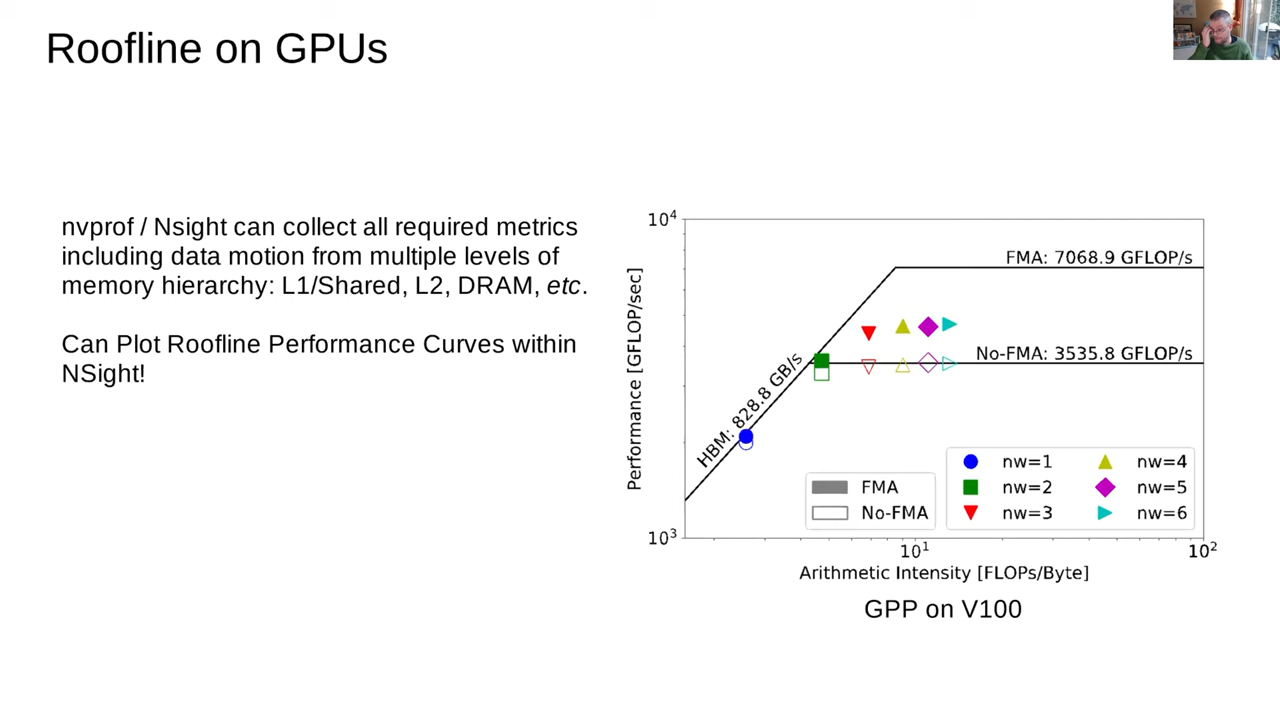 Roofline on GPUs
nvprof / Nsight can collect all required metrics
including data motion from multiple levels of
memory hierarchy: L1/Shared, L2, DRAM, etc.
Can Plot Roofline Performance Curves within
NSight!
10⁴
FMA: 7068.9 GFLOP/s
No-FMA: 3535.8 GFLOP/s
HBM: 828.8 GB/s
Performance [GFLOP/sec]
FMA
No-FMA
nw=1
nw=2
nw=3
nw=4
nw=5
nw=6
10³
10¹
10²
Arithmetic Intensity [FLOPs/Byte]
GPP on V100